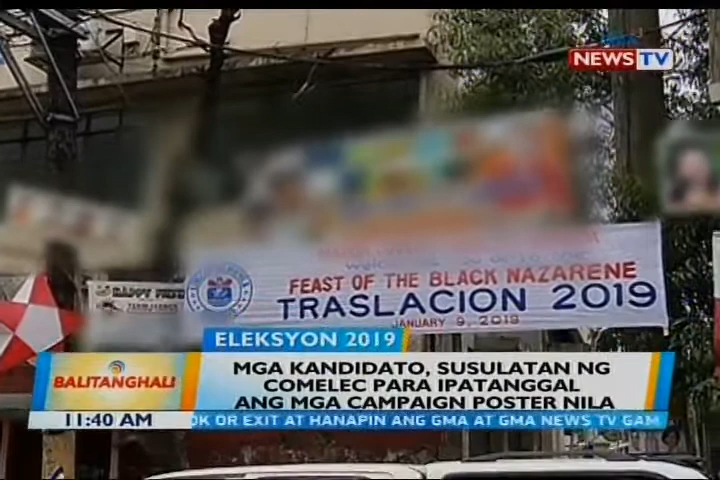 NEWS TV
FEAST OF THE BLACK NAZARENE
TRASLACION 2019
JANUARY 9, 2019
HAPPY
ELEKSYON 2019
MGA KANDIDATO, SUSULATAN NG
COMELEC PARA IPATANGGAL
ANG MGA CAMPAIGN POSTER NILA
BALITANGHALI
11:40 AM
OK OR EXIT AT HANAPIN ANG GMA AT GMA NEWS TV GAM